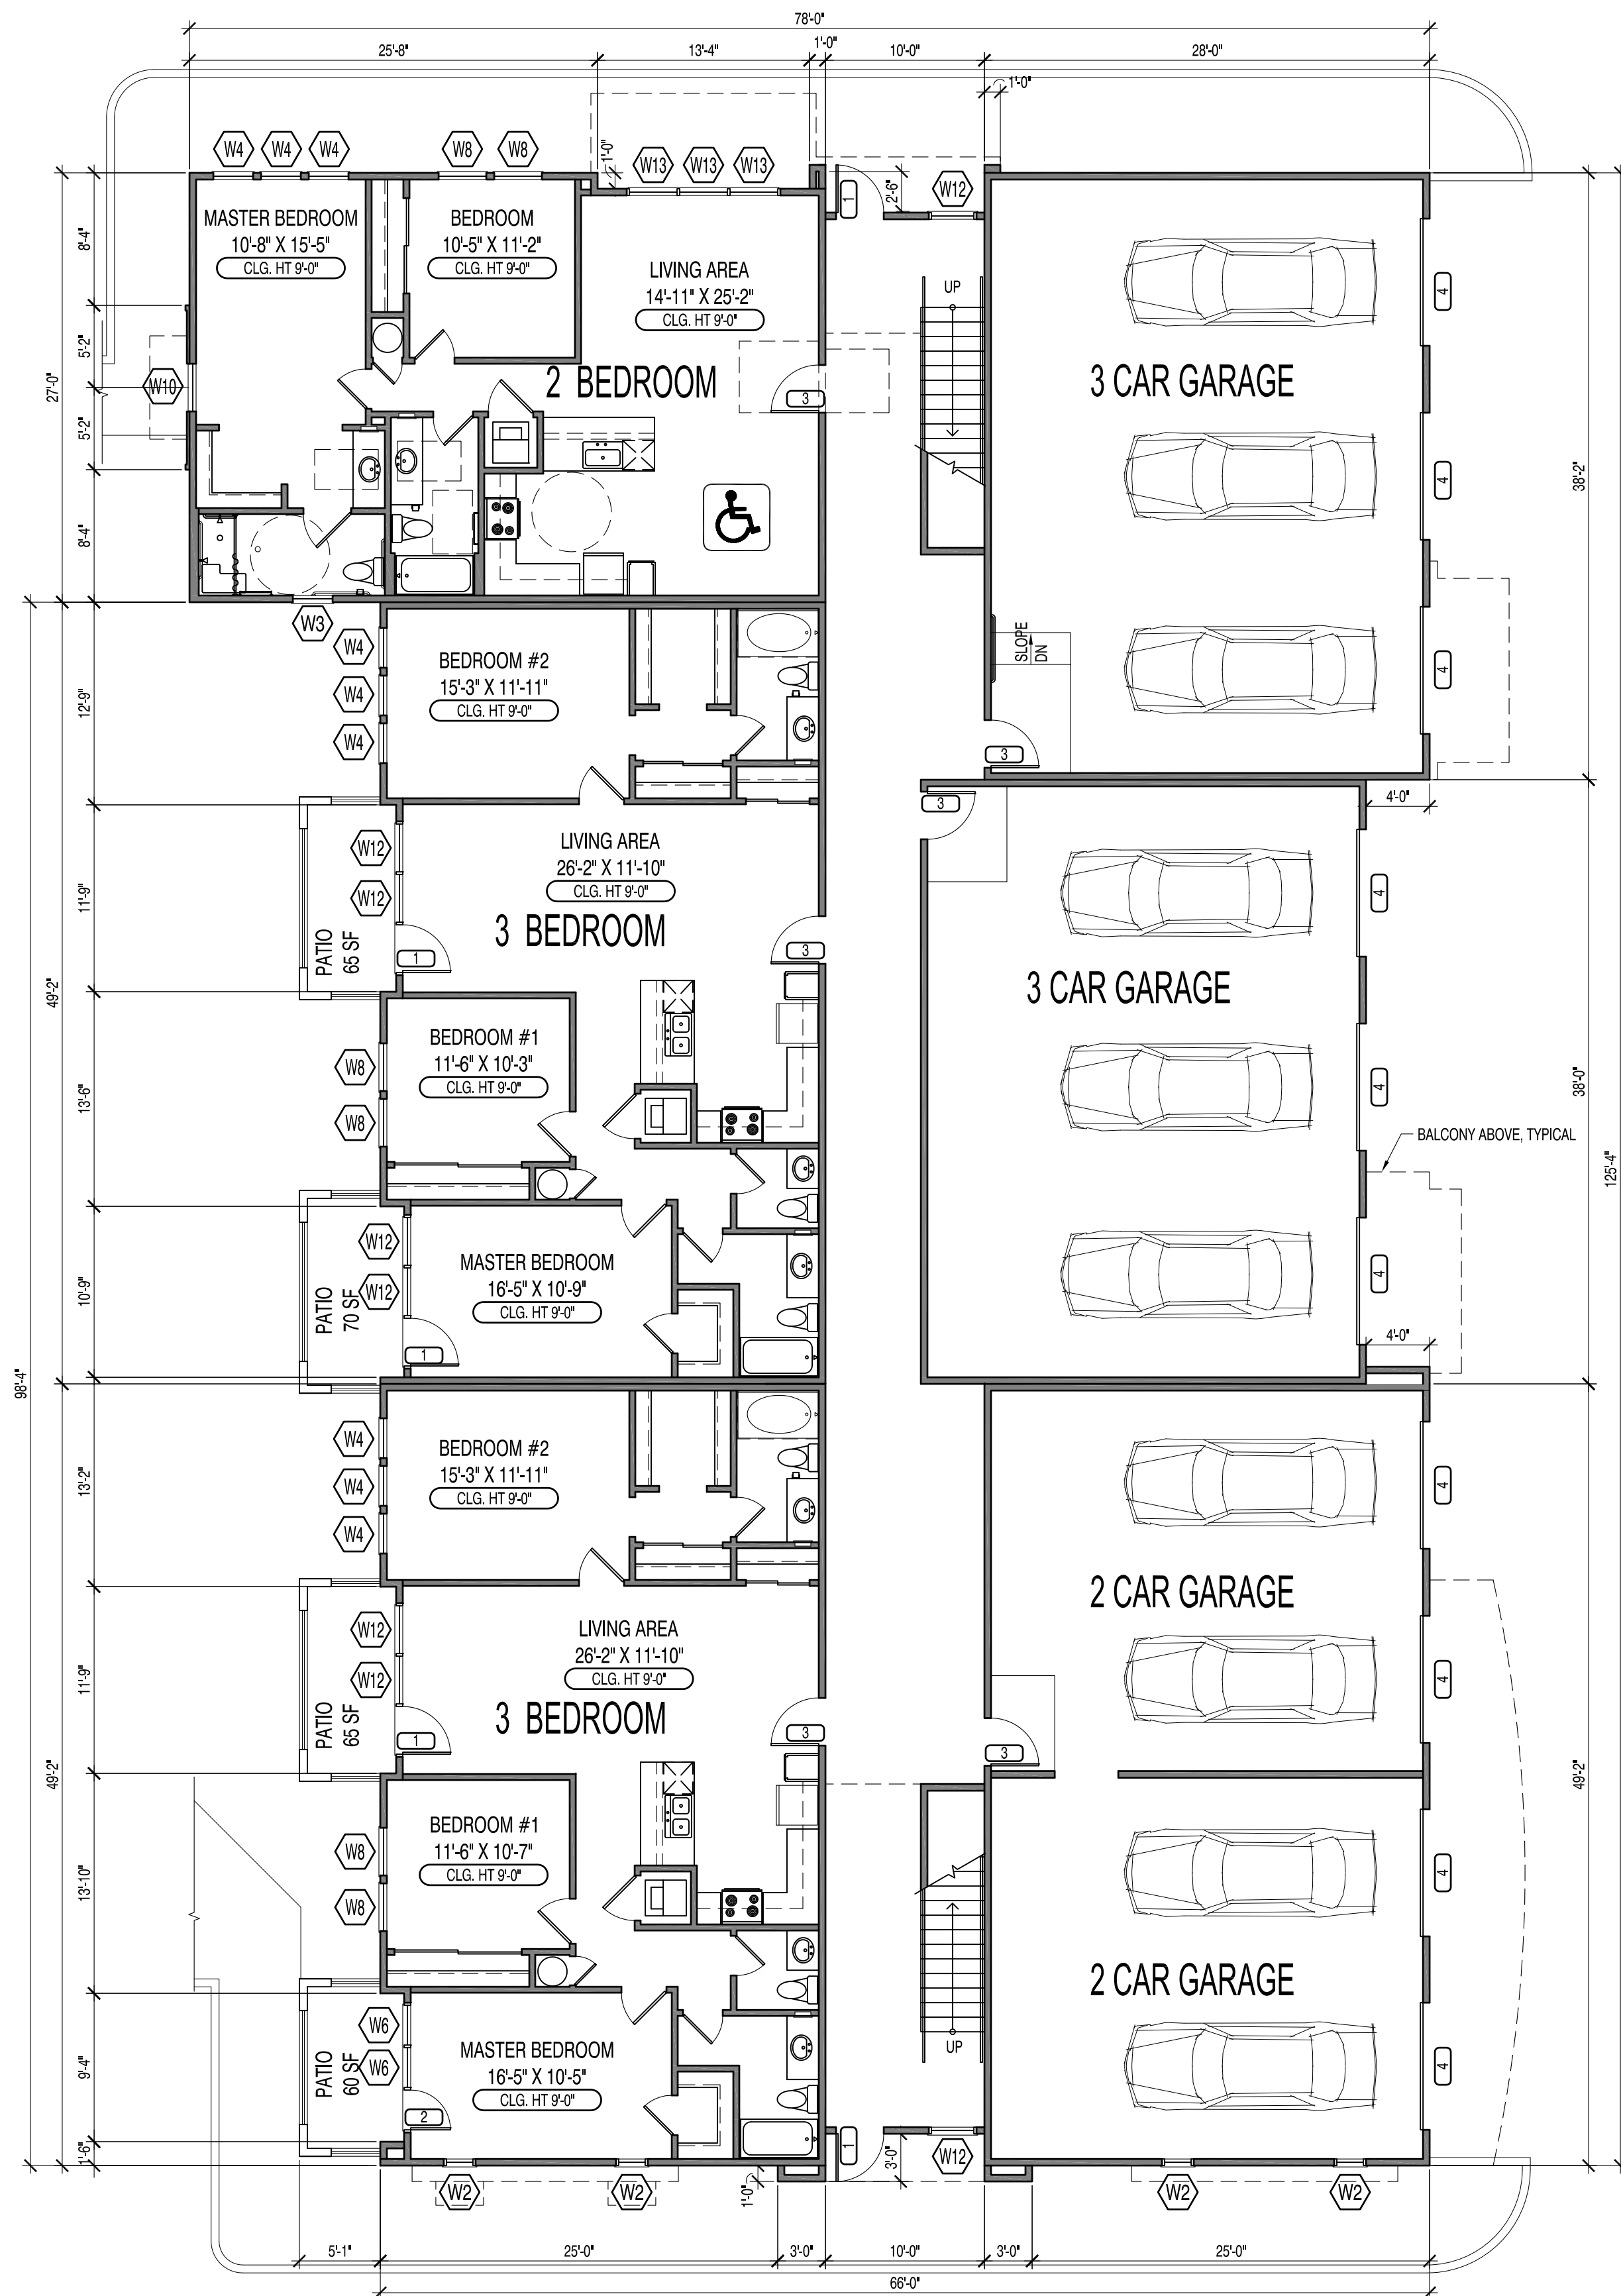 78'-0"
25'-8"
13'-4"
1'-0"
10'-0"
28'-0"
1'-0"
W4
W4
W4
W8
W8
1'-0"
W13
W13
W13
1
2'-6"
W12
MASTER BEDROOM
10'-8" X 15'-5"
CLG. HT 9'-0"
BEDROOM
10'-5" X 11'-2"
CLG. HT 9'-0"
LIVING AREA
14'-11" X 25'-2"
CLG. HT 9'-0"
2 BEDROOM
3
UP
3 CAR GARAGE
4
4
4
38'-2"
8'-4"
5'-2"
W10
5'-2"
8'-4"
27'-0"
W3
SLOPE
DN
3
W4
W4
W4
BEDROOM #2
15'-3" X 11'-11"
CLG. HT 9'-0"
12'-9"
3
4'-0"
W12
W12
PATIO
65 SF
1
11'-9"
LIVING AREA
26'-2" X 11'-10"
CLG. HT 9'-0"
3 BEDROOM
3
3 CAR GARAGE
4
4
4
38'-0"
49'-2"
BEDROOM #1
11'-6" X 10'-3"
CLG. HT 9'-0"
W8
W8
13'-6"
BALCONY ABOVE, TYPICAL
125'-4"
W12
W12
PATIO
70 SF
1
10'-9"
MASTER BEDROOM
16'-5" X 10'-9"
CLG. HT 9'-0"
4'-0"
98'-4"
W4
W4
W4
BEDROOM #2
15'-3" X 11'-11"
CLG. HT 9'-0"
13'-2"
2 CAR GARAGE
4
4
W12
W12
PATIO
65 SF
1
11'-9"
LIVING AREA
26'-2" X 11'-10"
CLG. HT 9'-0"
3 BEDROOM
3
3
49'-2"
49'-2"
BEDROOM #1
11'-6" X 10'-7"
CLG. HT 9'-0"
W8
W8
13'-10"
2 CAR GARAGE
4
4
UP
W6
W6
PATIO
60 SF
2
9'-4"
1'-6"
MASTER BEDROOM
16'-5" X 10'-5"
CLG. HT 9'-0"
1
3'-0"
W12
W2
W2
1'-0"
W2
W2
5'-1"
25'-0"
3'-0"
10'-0"
3'-0"
25'-0"
66'-0"